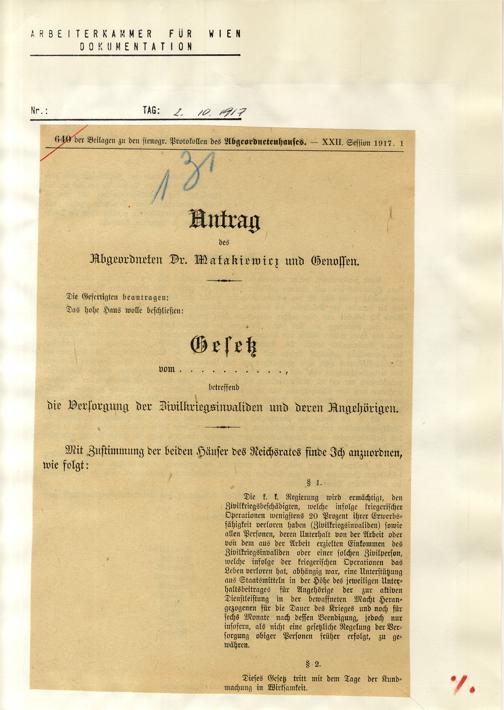 ARBEITERKAMMER FÜR WIEN
DOKUMENTATION
Nr.:
TAG: 2. 10. 1917
640 der Beilagen zu den stenogr. Protokollen des Abgeordnetenhauses. — XXII. Session 1917. 1
131
Antrag
des
Abgeordneten Dr. Matakiewicz und Genossen.
Die Gefertigten beantragen:
Das hohe Haus wolle beschließen:
Gesetz
vom . . . . . . . . . . ,
betreffend
die Versorgung der Zivilkriegsinvaliden und deren Angehörigen.
Mit Zustimmung der beiden Häuser des Reichsrates finde Ich anzuordnen,
wie folgt:
§ 1.
Die k. k. Regierung wird ermächtigt, den
Zivilkriegsbeschädigten, welche infolge kriegerischer
Operationen wenigstens 20 Prozent ihrer Erwerbs-
fähigkeit verloren haben (Zivilkriegsinvaliden) sowie
allen Personen, deren Unterhalt von der Arbeit oder
von dem aus der Arbeit erzielten Einkommen des
Zivilkriegsinvaliden oder einer solchen Zivilperson,
welche infolge der kriegerischen Operationen das
Leben verloren hat, abhängig war, eine Unterstützung
aus Staatsmitteln in der Höhe des jeweiligen Unter-
haltsbeitrages für Angehörige der zur aktiven
Dienstleistung in der bewaffneten Macht Heran-
gezogenen für die Dauer des Krieges und noch für
sechs Monate nach dessen Beendigung, jedoch nur
insofern, als nicht eine gesetzliche Regelung der Ver-
sorgung obiger Personen früher erfolgt, zu ge-
währen.
§ 2.
Dieses Gesetz tritt mit dem Tage der Kund-
machung in Wirksamkeit.